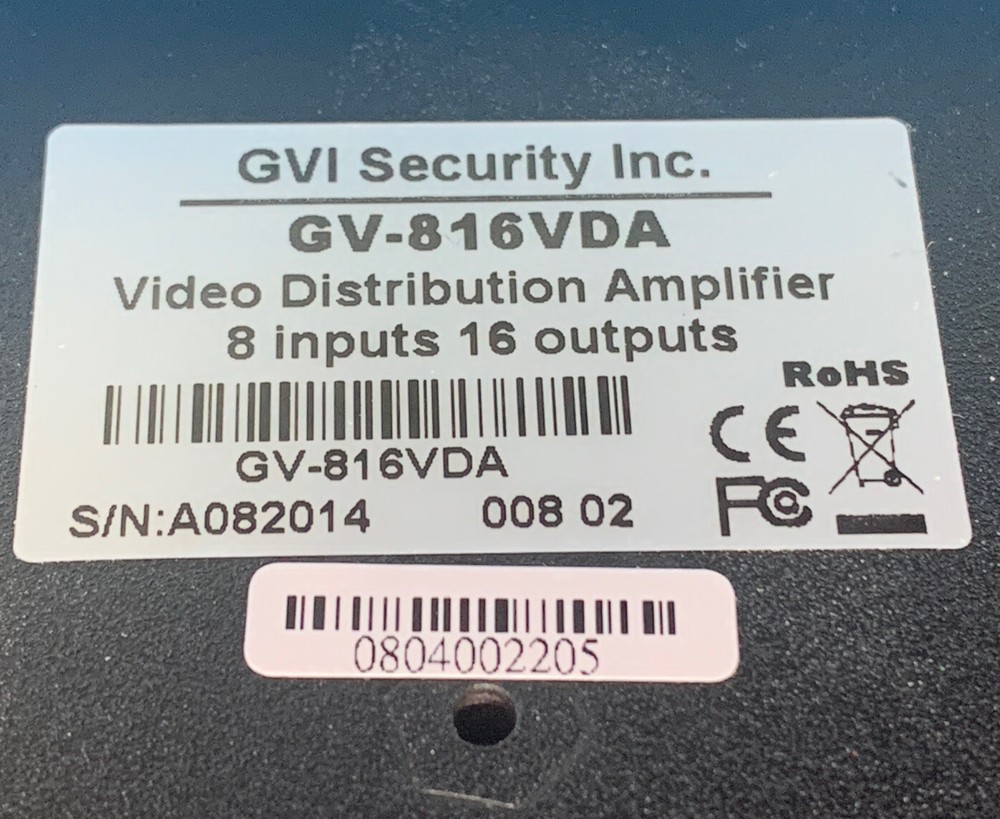 GVI Security Inc.
GV-816VDA
Video Distribution Amplifier
8 inputs 16 outputs
RoHS
CE
FC
GV-816VDA
S/N:A082014 008 02
0804002205